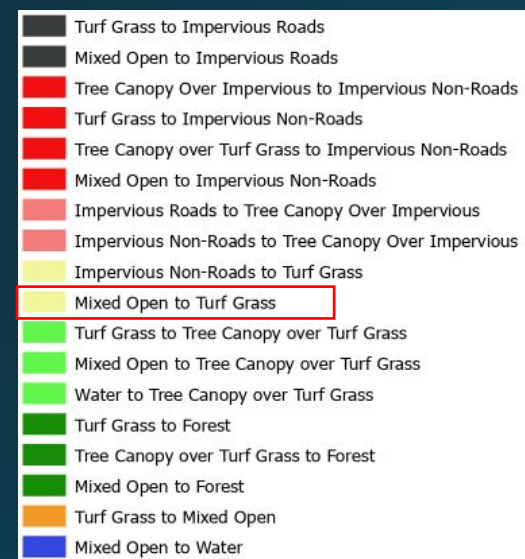 Turf Grass to Impervious Roads
Mixed Open to Impervious Roads
Tree Canopy Over Impervious to Impervious Non-Roads
Turf Grass to Impervious Non-Roads
Tree Canopy over Turf Grass to Impervious Non-Roads
Mixed Open to Impervious Non-Roads
Impervious Roads to Tree Canopy Over Impervious
Impervious Non-Roads to Tree Canopy Over Impervious
Impervious Non-Roads to Turf Grass
Mixed Open to Turf Grass
Turf Grass to Tree Canopy over Turf Grass
Mixed Open to Tree Canopy over Turf Grass
Water to Tree Canopy over Turf Grass
Turf Grass to Forest
Tree Canopy over Turf Grass to Forest
Mixed Open to Forest
Turf Grass to Mixed Open
Mixed Open to Water